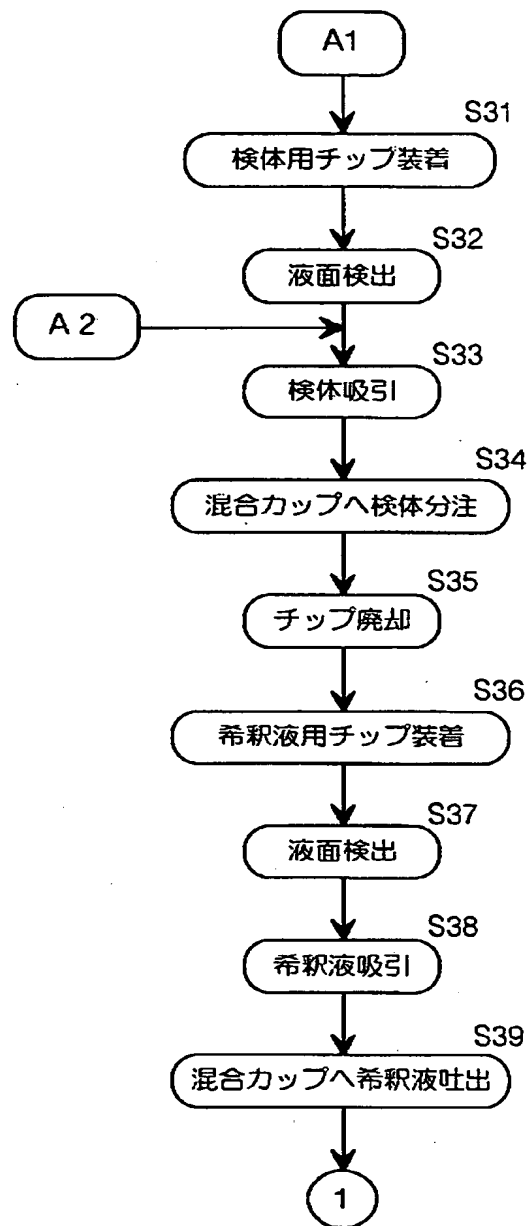 A1
S31
検体用チップ装着
S32
液面検出
A 2
S33
検体吸引
S34
混合カップへ検体分注
S35
チップ廃却
S36
希釈液用チップ装着
S37
液面検出
S38
希釈液吸引
S39
混合カップへ希釈液吐出
1